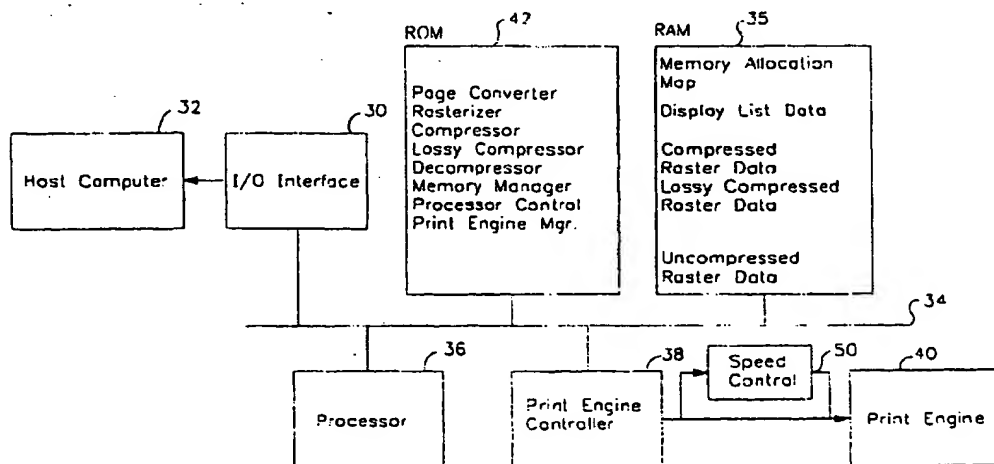 ROM
42
Page Converter
Rasterizer
Compressor
Lossy Compressor
Decompressor
Memory Manager
Processor Control
Print Engine Mgr.
RAM
35
Memory Allocation
Map
Display List Data
Compressed
Raster Data
Lossy Compressed
Raster Data
Uncompressed
Raster Data
32
Host Computer
30
I/O Interface
34
36
Processor
38
Print Engine
Controller
Speed
Control
50
40
Print Engine